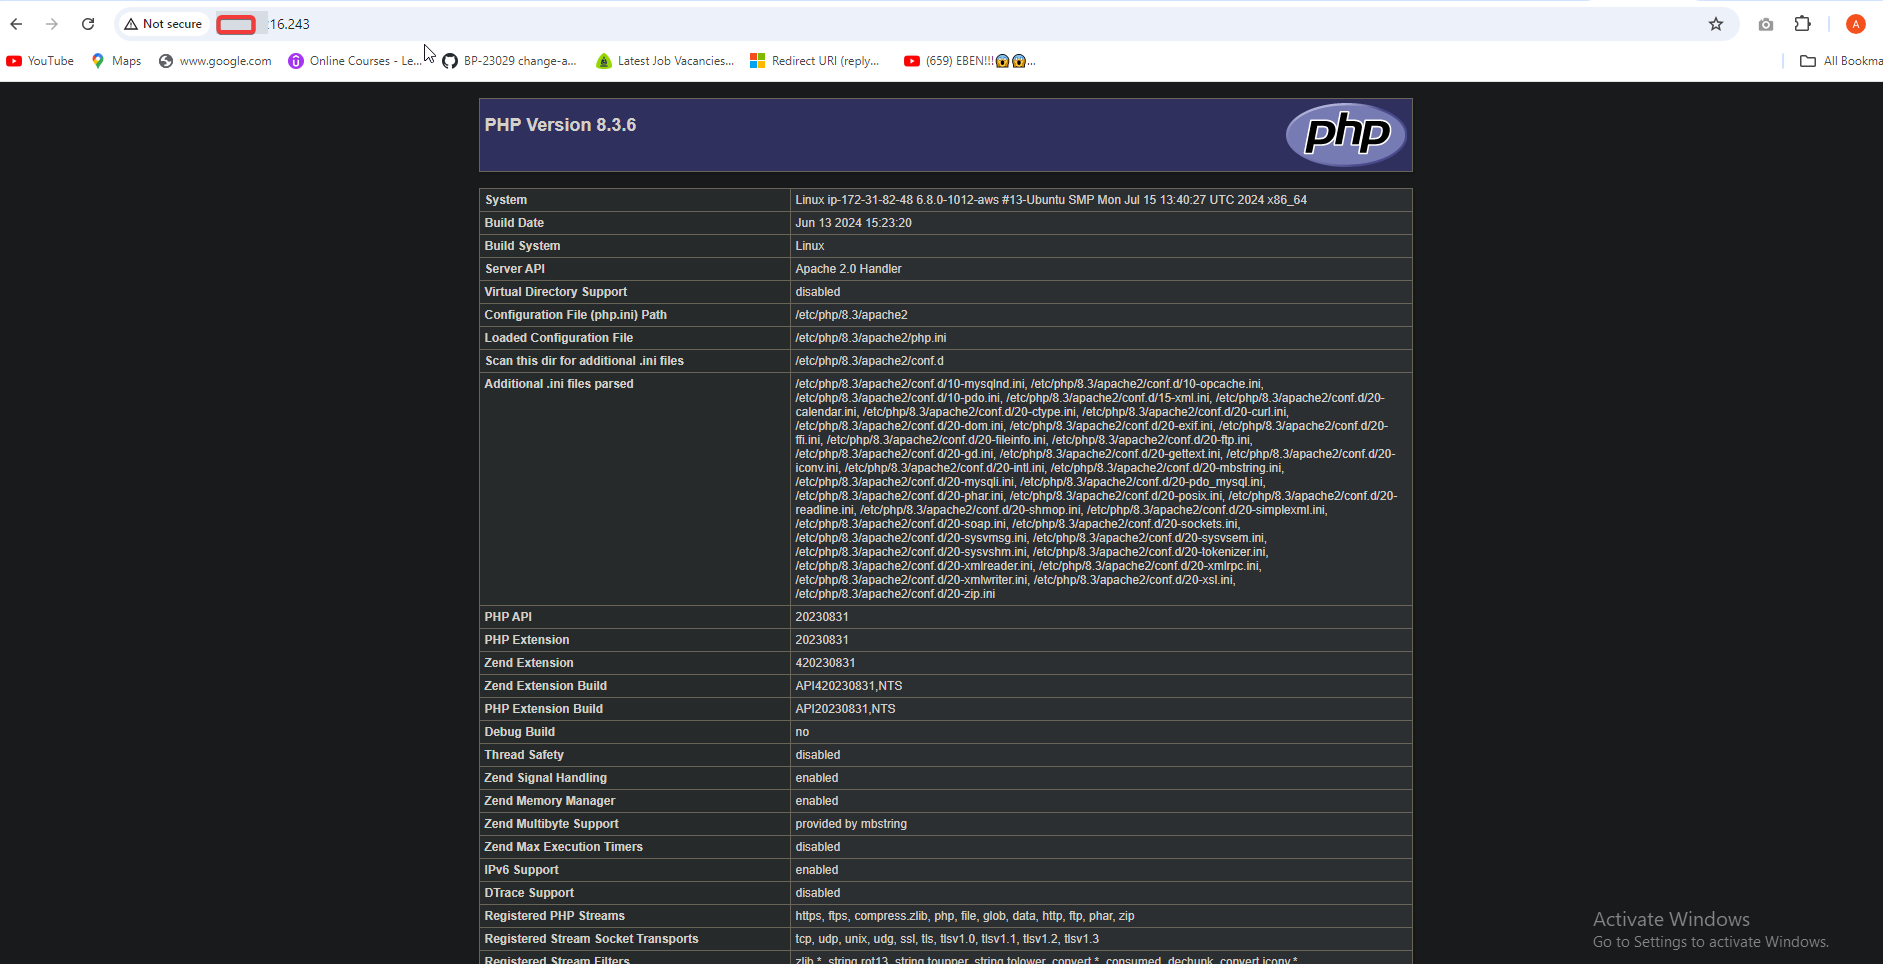 Not secure :16.243
YouTube Maps www.google.com Online Courses - Le... BP-23029 change-a... Latest Job Vacancies... Redirect URI (reply... (659) EBEN!!!😱😱... All Bookma
A
PHP Version 8.3.6
php
System Linux ip-172-31-82-48 6.8.0-1012-aws #13-Ubuntu SMP Mon Jul 15 13:40:27 UTC 2024 x86_64
Build Date Jun 13 2024 15:23:20
Build System Linux
Server API Apache 2.0 Handler
Virtual Directory Support disabled
Configuration File (php.ini) Path /etc/php/8.3/apache2
Loaded Configuration File /etc/php/8.3/apache2/php.ini
Scan this dir for additional .ini files /etc/php/8.3/apache2/conf.d
Additional .ini files parsed /etc/php/8.3/apache2/conf.d/10-mysqlnd.ini, /etc/php/8.3/apache2/conf.d/10-opcache.ini,
/etc/php/8.3/apache2/conf.d/10-pdo.ini, /etc/php/8.3/apache2/conf.d/15-xml.ini, /etc/php/8.3/apache2/conf.d/20-
calendar.ini, /etc/php/8.3/apache2/conf.d/20-ctype.ini, /etc/php/8.3/apache2/conf.d/20-curl.ini,
/etc/php/8.3/apache2/conf.d/20-dom.ini, /etc/php/8.3/apache2/conf.d/20-exif.ini, /etc/php/8.3/apache2/conf.d/20-
ffi.ini, /etc/php/8.3/apache2/conf.d/20-fileinfo.ini, /etc/php/8.3/apache2/conf.d/20-ftp.ini,
/etc/php/8.3/apache2/conf.d/20-gd.ini, /etc/php/8.3/apache2/conf.d/20-gettext.ini, /etc/php/8.3/apache2/conf.d/20-
iconv.ini, /etc/php/8.3/apache2/conf.d/20-intl.ini, /etc/php/8.3/apache2/conf.d/20-mbstring.ini,
/etc/php/8.3/apache2/conf.d/20-mysqli.ini, /etc/php/8.3/apache2/conf.d/20-pdo_mysql.ini,
/etc/php/8.3/apache2/conf.d/20-phar.ini, /etc/php/8.3/apache2/conf.d/20-posix.ini, /etc/php/8.3/apache2/conf.d/20-
readline.ini, /etc/php/8.3/apache2/conf.d/20-shmop.ini, /etc/php/8.3/apache2/conf.d/20-simplexml.ini,
/etc/php/8.3/apache2/conf.d/20-soap.ini, /etc/php/8.3/apache2/conf.d/20-sockets.ini,
/etc/php/8.3/apache2/conf.d/20-sysvmsg.ini, /etc/php/8.3/apache2/conf.d/20-sysvsem.ini,
/etc/php/8.3/apache2/conf.d/20-sysvshm.ini, /etc/php/8.3/apache2/conf.d/20-tokenizer.ini,
/etc/php/8.3/apache2/conf.d/20-xmlreader.ini, /etc/php/8.3/apache2/conf.d/20-xmlrpc.ini,
/etc/php/8.3/apache2/conf.d/20-xmlwriter.ini, /etc/php/8.3/apache2/conf.d/20-xsl.ini,
/etc/php/8.3/apache2/conf.d/20-zip.ini
PHP API 20230831
PHP Extension 20230831
Zend Extension 420230831
Zend Extension Build API420230831,NTS
PHP Extension Build API20230831,NTS
Debug Build no
Thread Safety disabled
Zend Signal Handling enabled
Zend Memory Manager enabled
Zend Multibyte Support provided by mbstring
Zend Max Execution Timers disabled
IPv6 Support enabled
DTrace Support disabled
Registered PHP Streams https, ftps, compress.zlib, php, file, glob, data, http, ftp, phar, zip
Registered Stream Socket Transports tcp, udp, unix, udg, ssl, tls, tlsv1.0, tlsv1.1, tlsv1.2, tlsv1.3
Registered Stream Filters zlib.*, string.rot13, string.toupper, string.tolower, convert.*, consumed, dechunk, convert.iconv.*
Activate Windows
Go to Settings to activate Windows.